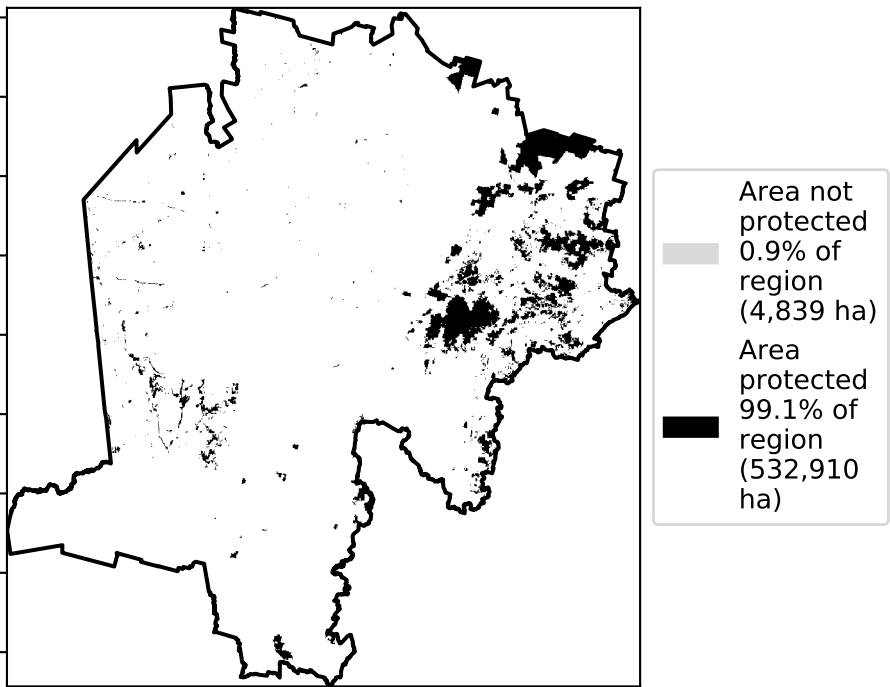 Area not
protected
0.9% of
region
(4,839 ha)
Area
protected
99.1% of
region
(532,910
ha)